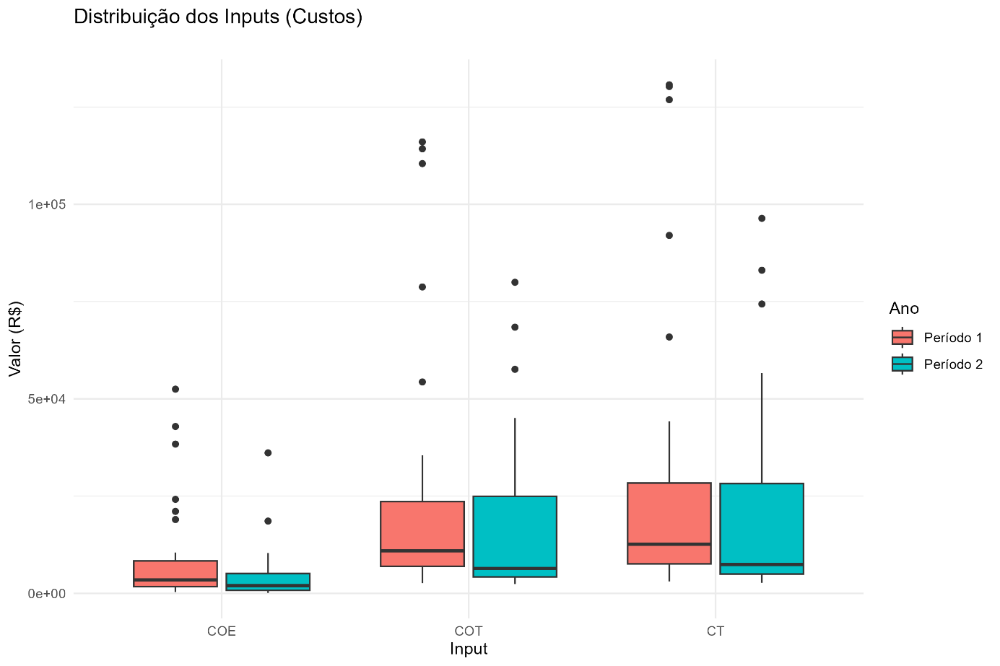 Distribuição dos Inputs (Custos)
Valor (R$)
1e+05
5e+04
0e+00
COE
COT
CT
Input
Ano
Período 1
Período 2